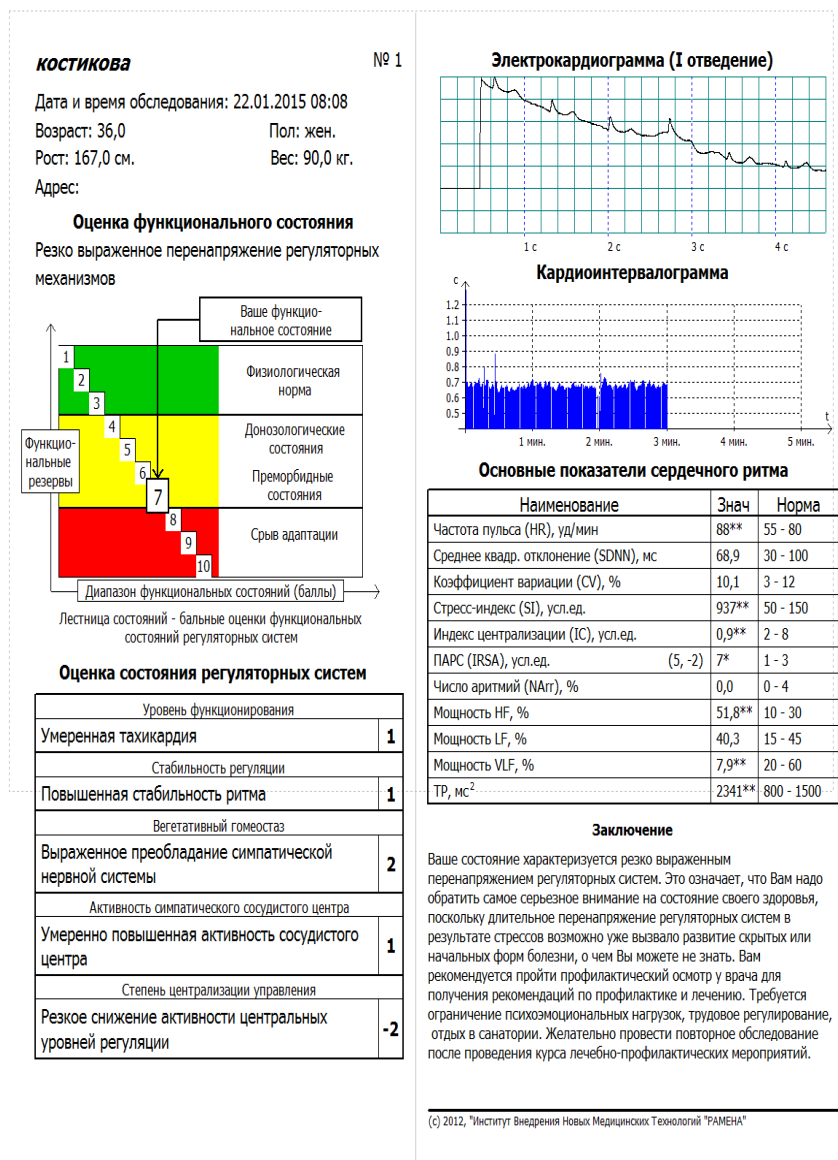 костикова
№ 1
Дата и время обследования: 22.01.2015 08:08
Возраст: 36,0 Пол: жен.
Рост: 167,0 см. Вес: 90,0 кг.
Адрес:
Оценка функционального состояния
Резко выраженное перенапряжение регуляторных
механизмов
Ваше функцио-
нальное состояние
1
2
3
4
5
6
7
8
9
10
Физиологическая
норма
Донозологические
состояния
Преморбидные
состояния
Срыв адаптации
Функцио-
нальные
резервы
Диапазон функциональных состояний (баллы)
Лестница состояний - бальные оценки функциональных
состояний регуляторных систем
Оценка состояния регуляторных систем
Уровень функционирования
Умеренная тахикардия 1
Стабильность регуляции
Повышенная стабильность ритма 1
Вегетативный гомеостаз
Выраженное преобладание симпатической
нервной системы 2
Активность симпатического сосудистого центра
Умеренно повышенная активность сосудистого
центра 1
Степень централизации управления
Резкое снижение активности центральных
уровней регуляции -2
Электрокардиограмма (I отведение)
1 с 2 с 3 с 4 с
Кардиоинтервалограмма
с
1.2
1.1
1.0
0.9
0.8
0.7
0.6
0.5
t
1 мин. 2 мин. 3 мин. 4 мин. 5 мин.
Основные показатели сердечного ритма
Наименование Знач Норма
Частота пульса (HR), уд/мин 88** 55 - 80
Среднее квадр. отклонение (SDNN), мс 68,9 30 - 100
Коэффициент вариации (CV), % 10,1 3 - 12
Стресс-индекс (SI), усл.ед. 937** 50 - 150
Индекс централизации (IC), усл.ед. 0,9** 2 - 8
ПАРС (IRSA), усл.ед. (5, -2) 7* 1 - 3
Число аритмий (NArr), % 0,0 0 - 4
Мощность HF, % 51,8** 10 - 30
Мощность LF, % 40,3 15 - 45
Мощность VLF, % 7,9** 20 - 60
TP, мс² 2341** 800 - 1500
Заключение
Ваше состояние характеризуется резко выраженным
перенапряжением регуляторных систем. Это означает, что Вам надо
обратить самое серьезное внимание на состояние своего здоровья,
поскольку длительное перенапряжение регуляторных систем в
результате стрессов возможно уже вызвало развитие скрытых или
начальных форм болезни, о чем Вы можете не знать. Вам
рекомендуется пройти профилактический осмотр у врача для
получения рекомендаций по профилактике и лечению. Требуется
ограничение психоэмоциональных нагрузок, трудовое регулирование,
отдых в санатории. Желательно провести повторное обследование
после проведения курса лечебно-профилактических мероприятий.
(с) 2012, "Институт Внедрения Новых Медицинских Технологий "РАМЕНА"